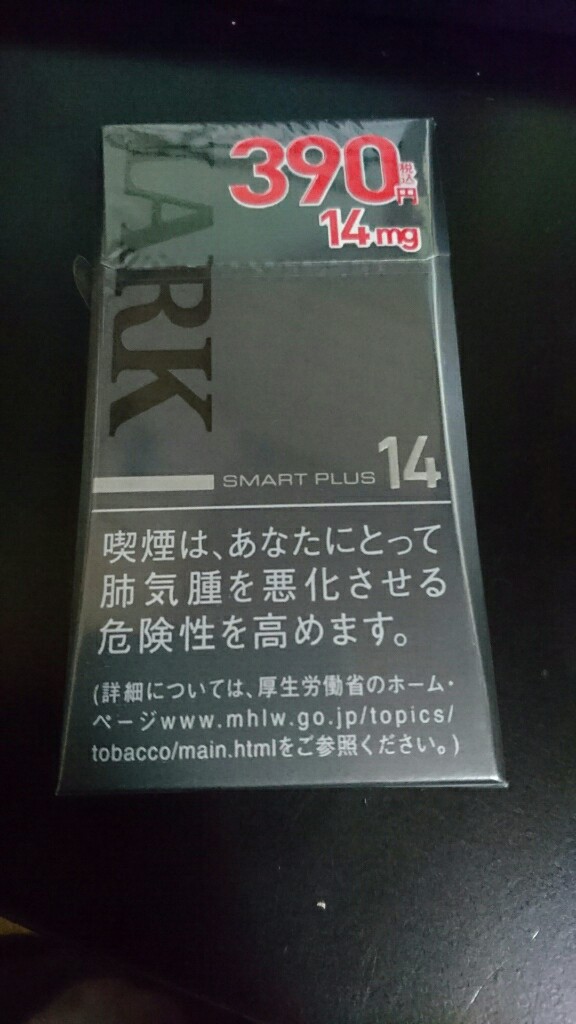 390円税込
14mg
LARK
SMART PLUS 14
喫煙は、あなたにとって
肺気腫を悪化させる
危険性を高めます。
(詳細については、厚生労働省のホーム・
ページwww.mhlw.go.jp/topics/
tobacco/main.htmlをご参照ください。)